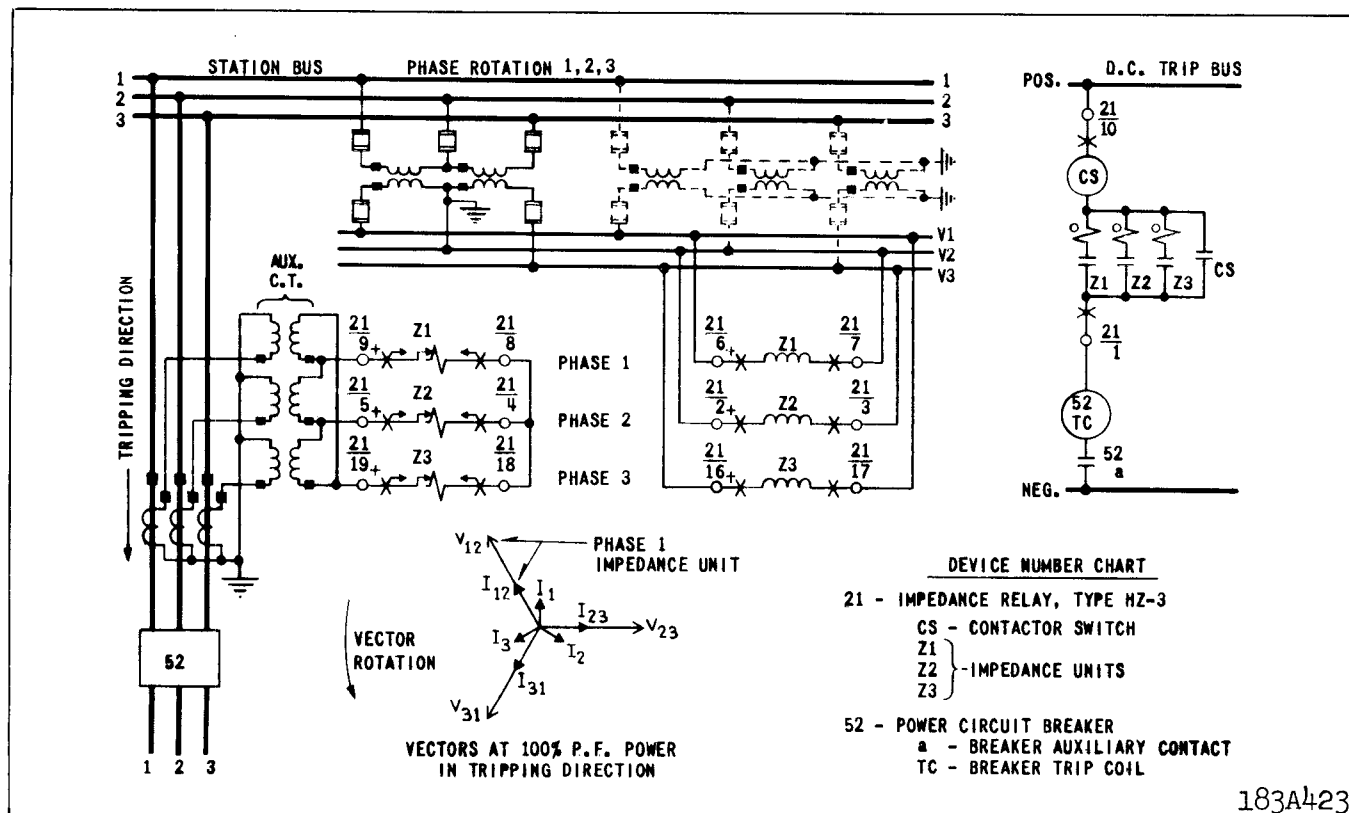 STATION BUS PHASE ROTATION 1,2,3
1 1
2 2
3 3
V1
V2
V3
AUX.
C.T.
TRIPPING DIRECTION
21/9 + Z1 21/8 PHASE 1
21/5 + Z2 21/4 PHASE 2
21/19 + Z3 21/18 PHASE 3
21/6 + Z1 21/7
21/2 + Z2 21/3
21/16 + Z3 21/17
52
1 2 3
VECTOR
ROTATION
V12
PHASE 1
IMPEDANCE UNIT
I12 I1
I23
V23
I3 I2
I31
V31
VECTORS AT 100% P.F. POWER
IN TRIPPING DIRECTION
POS. D.C. TRIP BUS
21/10
CS
Z1 Z2 Z3 CS
21/1
52
TC
52
a
NEG.
DEVICE NUMBER CHART
21 - IMPEDANCE RELAY, TYPE HZ-3
CS - CONTACTOR SWITCH
Z1
Z2 - IMPEDANCE UNITS
Z3
52 - POWER CIRCUIT BREAKER
a - BREAKER AUXILIARY CONTACT
TC - BREAKER TRIP COIL
183A423